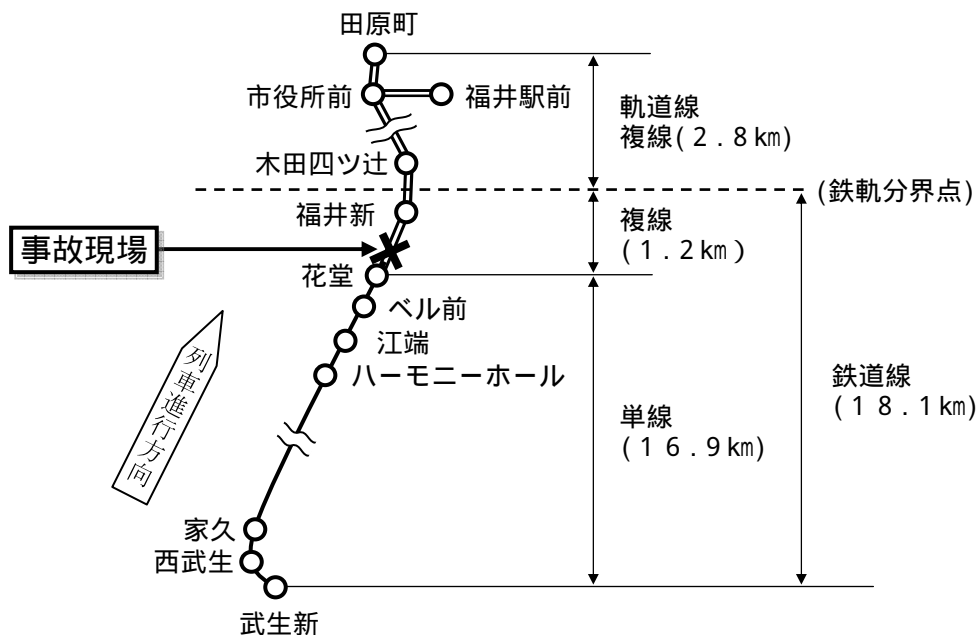 田原町
市役所前
福井駅前
軌道線
複線(2.8㎞)
木田四ツ辻
(鉄軌分界点)
福井新
複線
(1.2㎞)
事故現場
花堂
ベル前
江端
ハーモニーホール
列車進行方向
単線
(16.9㎞)
鉄道線
(18.1㎞)
家久
西武生
武生新